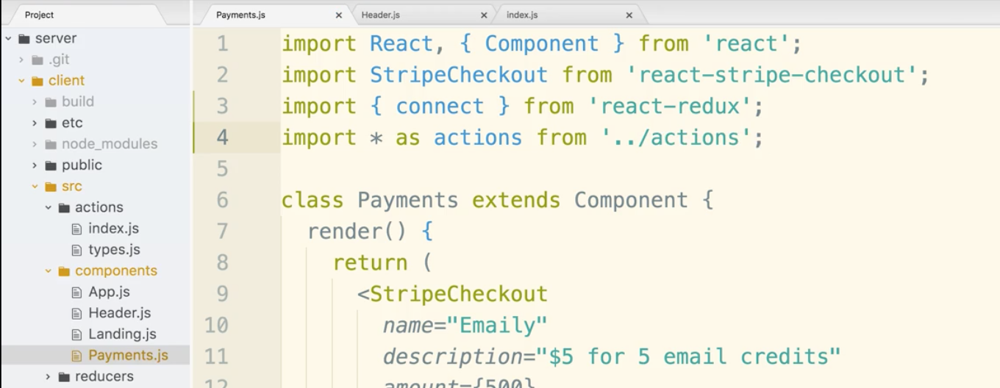 Project
Payments.js
Header.js
index.js
server
.git
client
build
etc
node_modules
public
src
actions
index.js
types.js
components
App.js
Header.js
Landing.js
Payments.js
reducers
1 import React, { Component } from 'react';
2 import StripeCheckout from 'react-stripe-checkout';
3 import { connect } from 'react-redux';
4 import * as actions from '../actions';
5
6 class Payments extends Component {
7 render() {
8 return (
9 <StripeCheckout
10 name="Emaily"
11 description="$5 for 5 email credits"
12 amount={500}